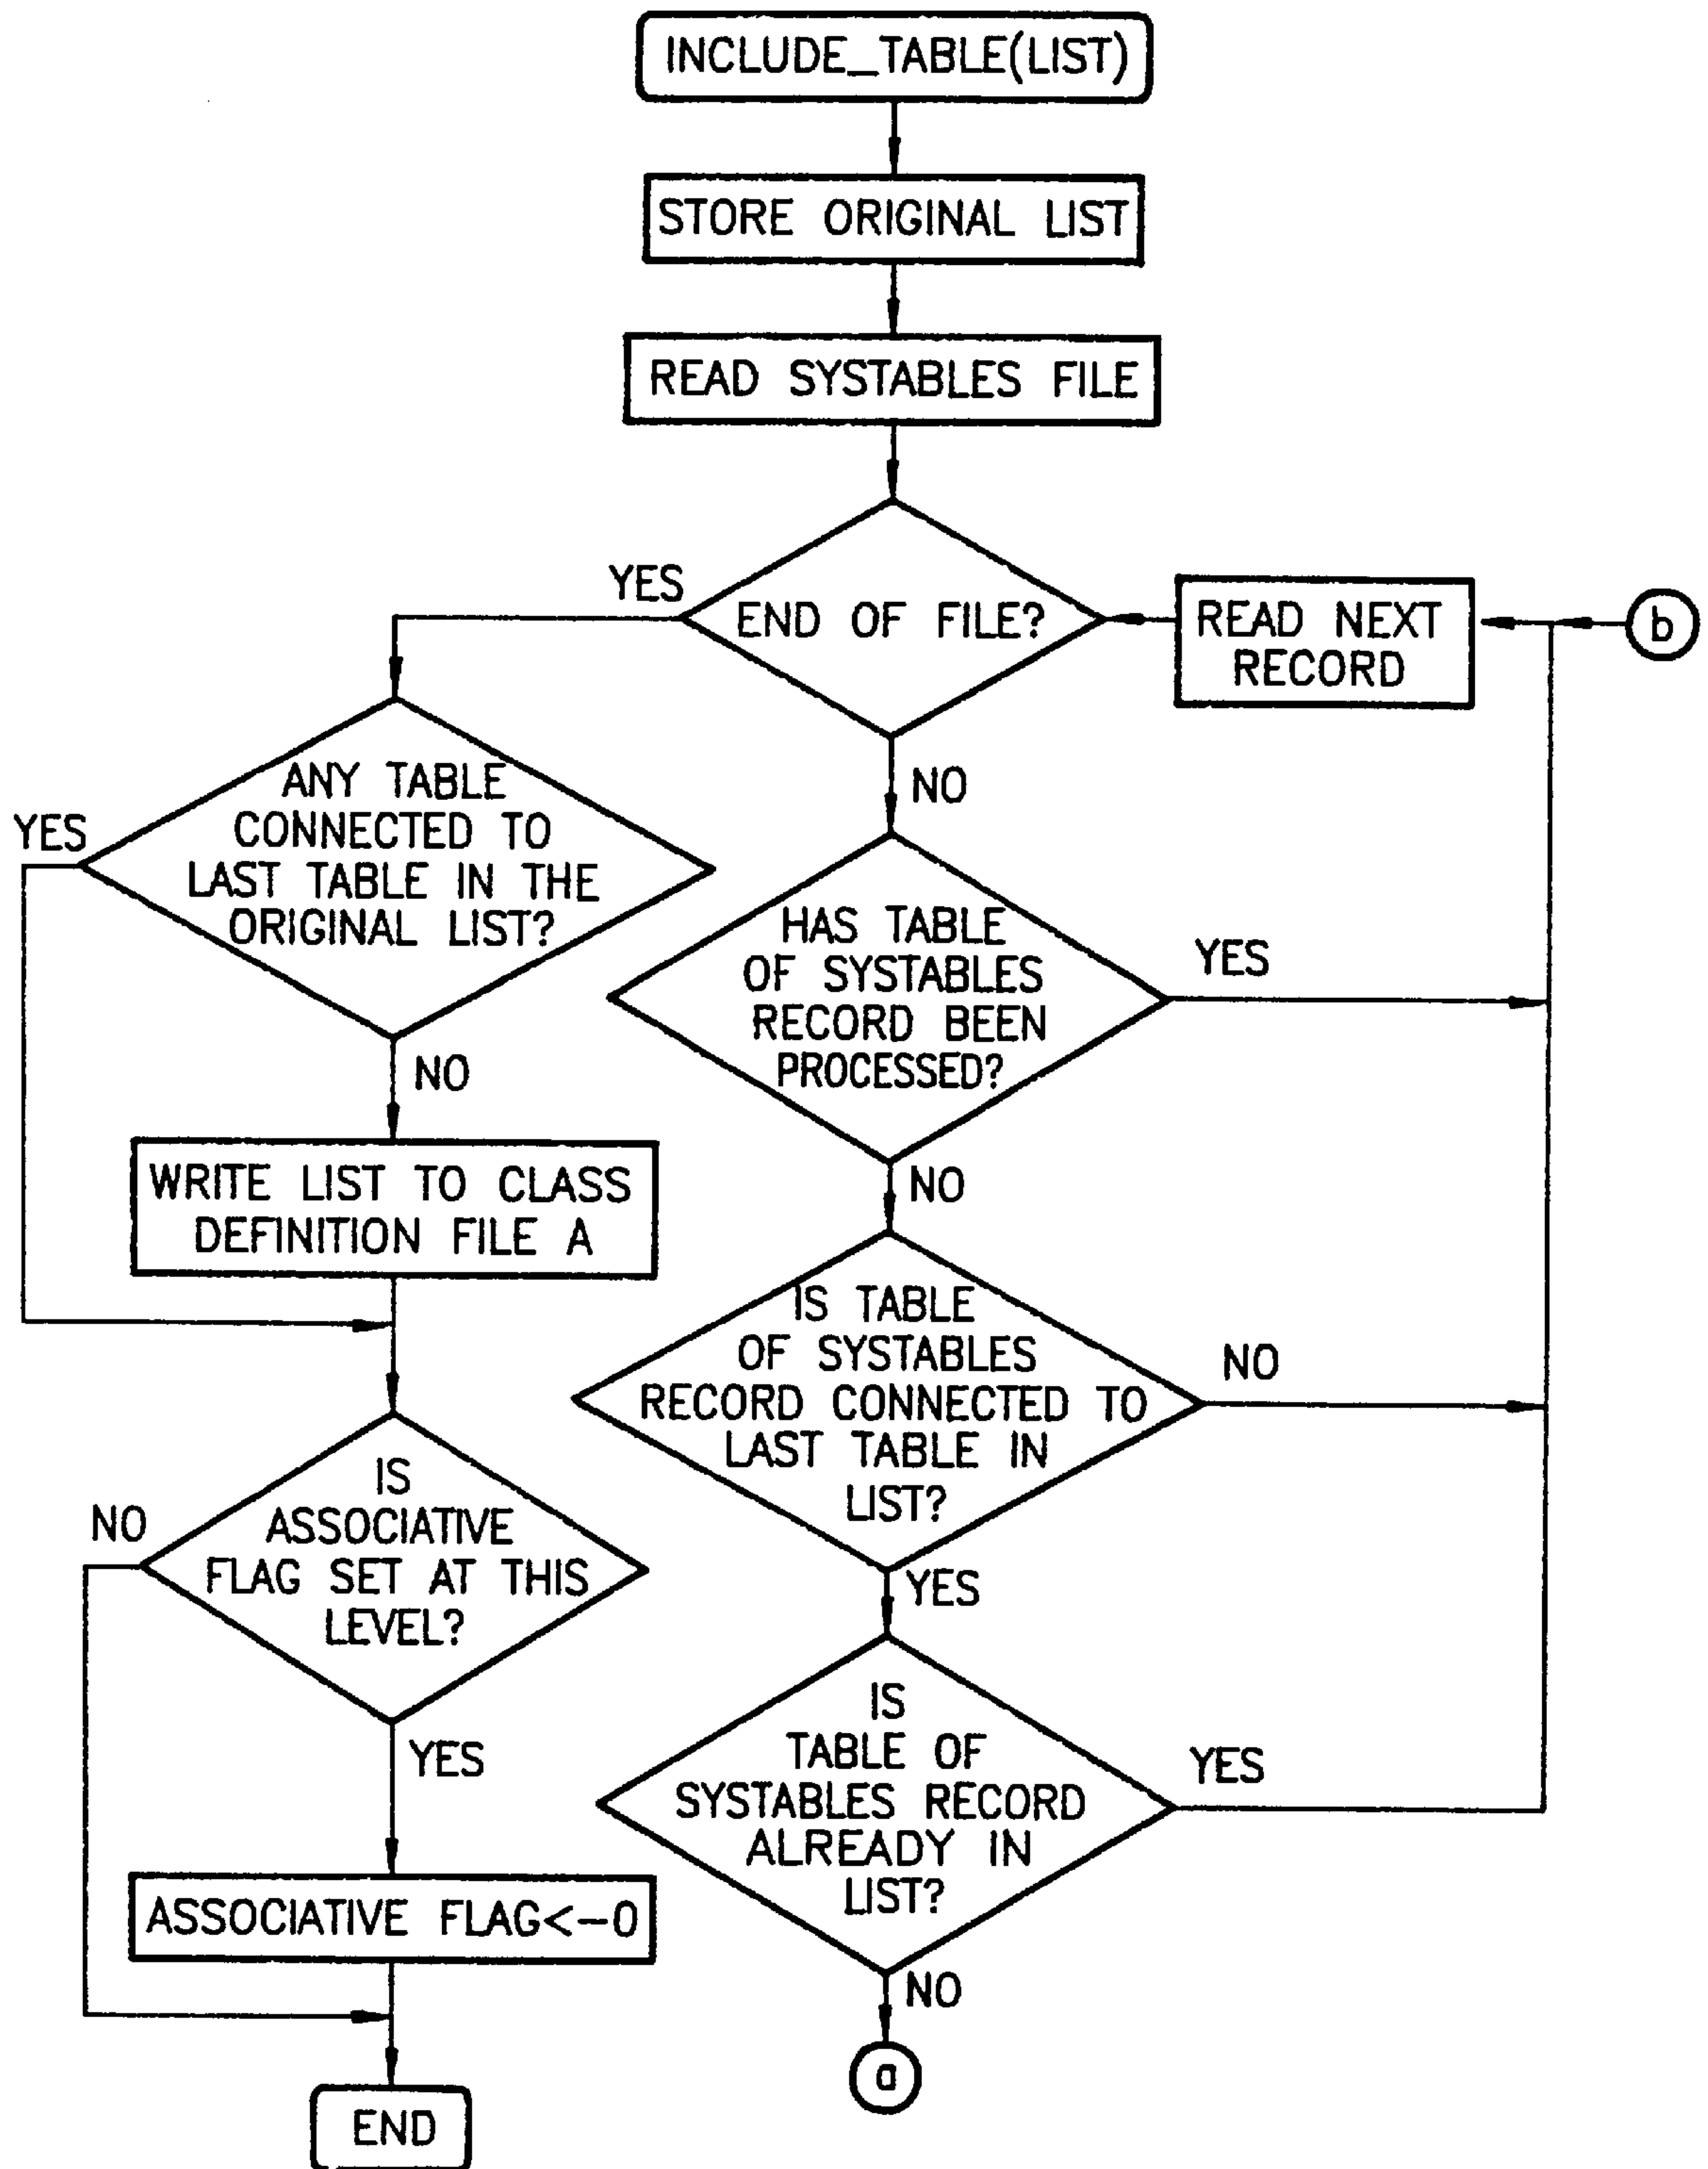 INCLUDE_TABLE(LIST)
STORE ORIGINAL LIST
READ SYSTABLES FILE
YES
END OF FILE?
READ NEXT
RECORD
b
NO
YES
ANY TABLE
CONNECTED TO
LAST TABLE IN THE
ORIGINAL LIST?
NO
HAS TABLE
OF SYSTABLES
RECORD BEEN
PROCESSED?
YES
NO
WRITE LIST TO CLASS
DEFINITION FILE A
IS TABLE
OF SYSTABLES
RECORD CONNECTED TO
LAST TABLE IN
LIST?
NO
YES
NO
IS
ASSOCIATIVE
FLAG SET AT THIS
LEVEL?
YES
IS
TABLE OF
SYSTABLES RECORD
ALREADY IN
LIST?
YES
NO
ASSOCIATIVE FLAG<-0
a
END